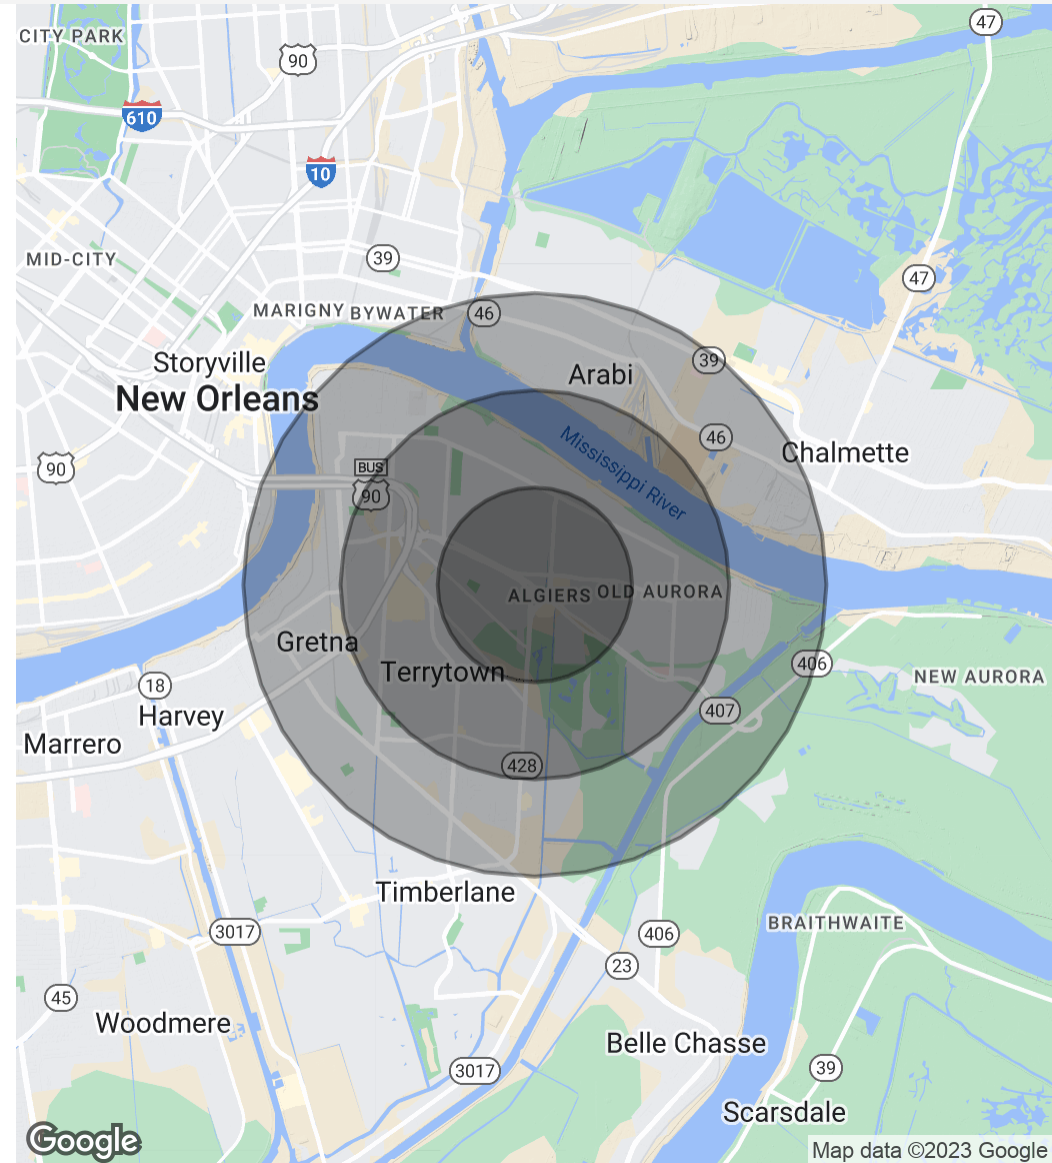 CITY PARK
47
90
610
10
MID-CITY
39
47
MARIGNY
BYWATER
46
Storyville
Arabi
39
New Orleans
46
Mississippi River
Chalmette
90
BUS
90
ALGIERS
OLD AURORA
Gretna
Terrytown
406
NEW AURORA
18
Harvey
407
Marrero
428
Timberlane
BRAITHWAITE
3017
406
23
45
Woodmere
Belle Chasse
3017
39
Scarsdale
Google
Map data ©2023 Google